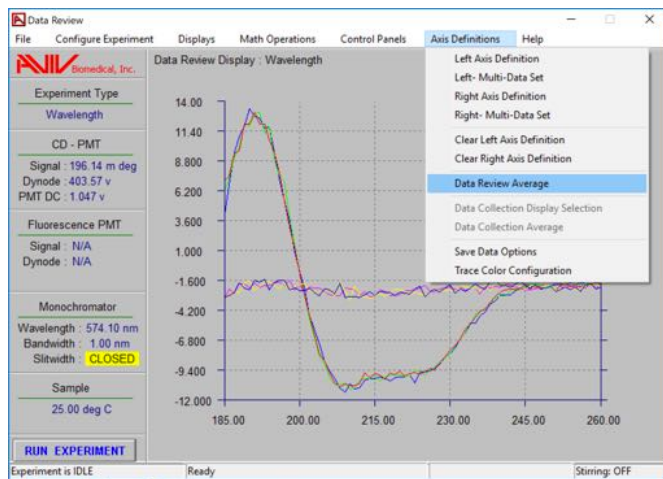 Data Review
File Configure Experiment Displays Math Operations Control Panels Axis Definitions Help
AVIV Biomedical, Inc.
Experiment Type
Wavelength
CD - PMT
Signal : 196.14 m deg
Dynode : 403.57 v
PMT DC : 1.047 v
Fluorescence PMT
Signal : N/A
Dynode : N/A
Monochromator
Wavelength : 574.10 nm
Bandwidth : 1.00 nm
Slitwidth : CLOSED
Sample
25.00 deg C
RUN EXPERIMENT
Data Review Display : Wavelength
14.00
11.40
8.800
6.200
3.600
1.000
-1.600
-4.200
-6.800
-9.400
-12.000
185.00 200.00 215.00 230.00 245.00 260.00
Left Axis Definition
Left- Multi-Data Set
Right Axis Definition
Right- Multi-Data Set
Clear Left Axis Definition
Clear Right Axis Definition
Data Review Average
Data Collection Display Selection
Data Collection Average
Save Data Options
Trace Color Configuration
Experiment is IDLE Ready Stirring: OFF